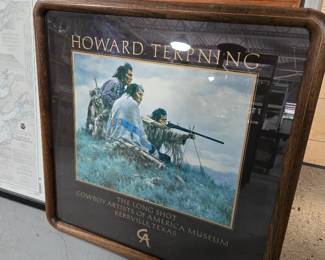 HOWARD TERPNING
THE LONG SHOT
COWBOY ARTISTS OF AMERICA MUSEUM
KERRVILLE, TEXAS
CA